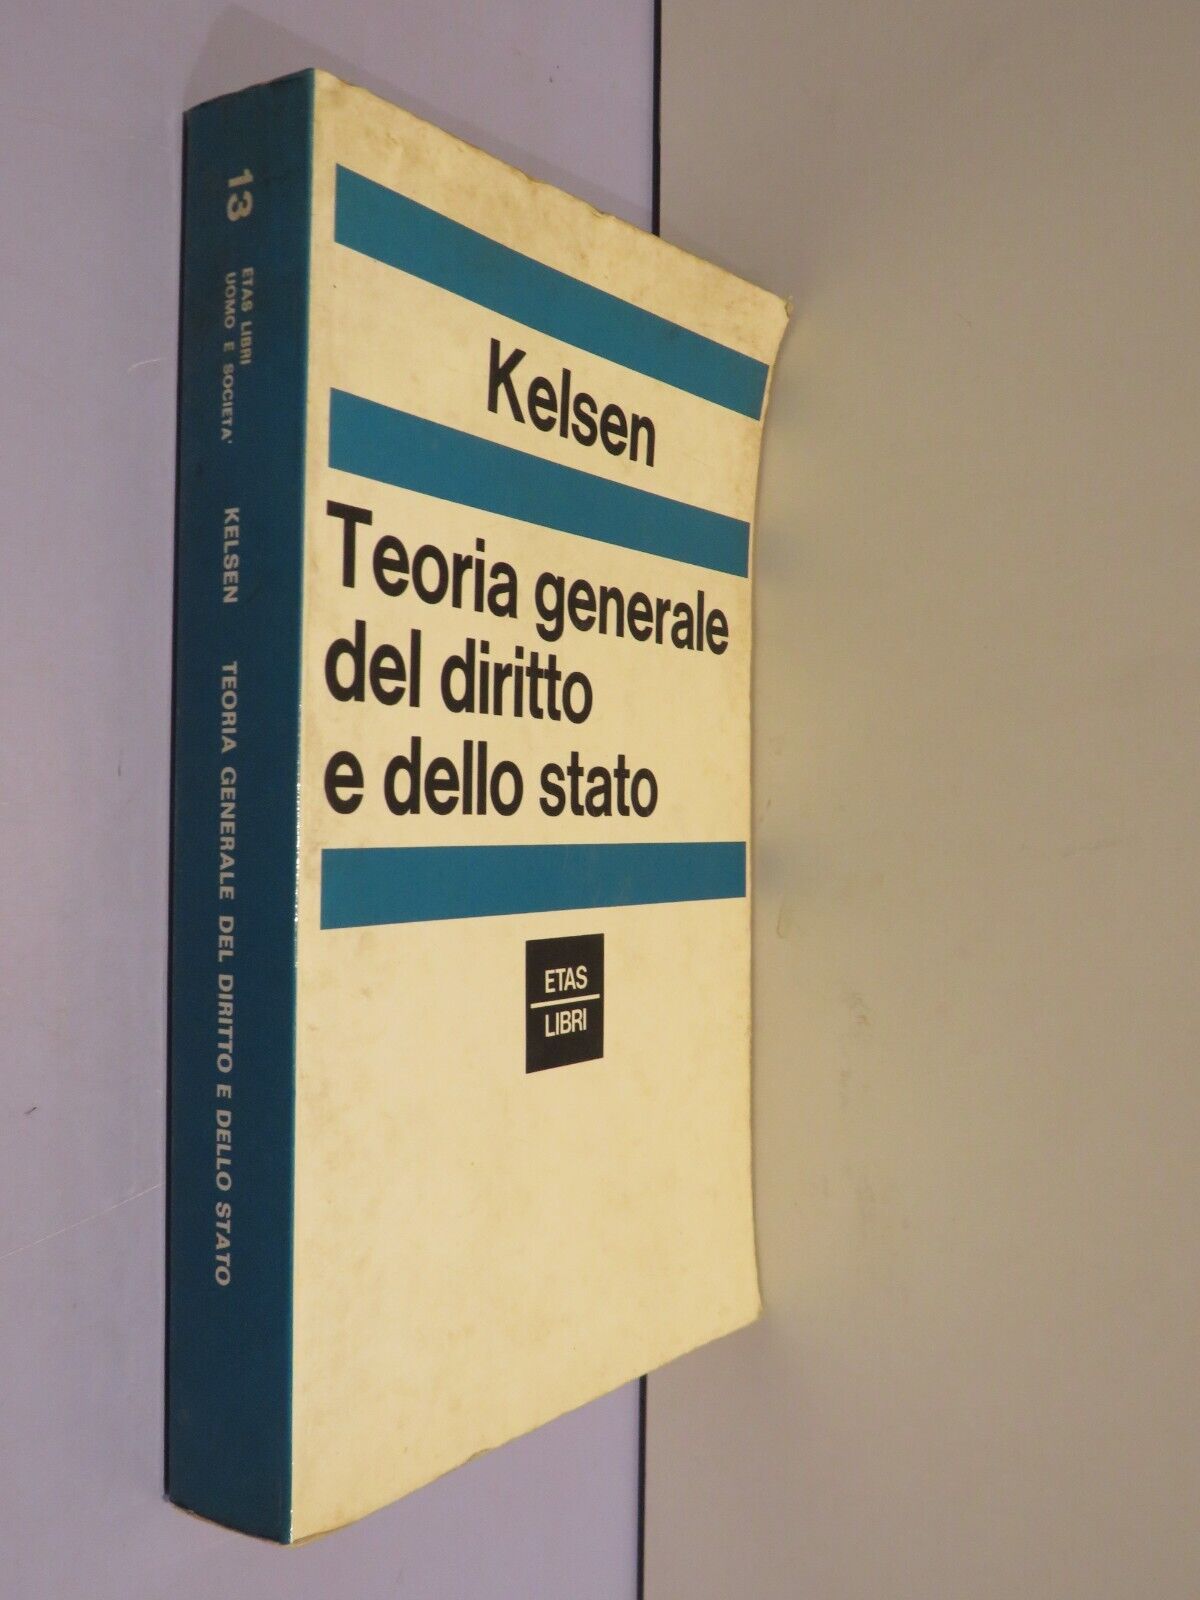 13
ETAS LIBRI
UOMO E SOCIETA'
KELSEN
TEORIA GENERALE DEL DIRITTO E DELLO STATO
Kelsen
Teoria generale
del diritto
e dello stato
ETAS
LIBRI